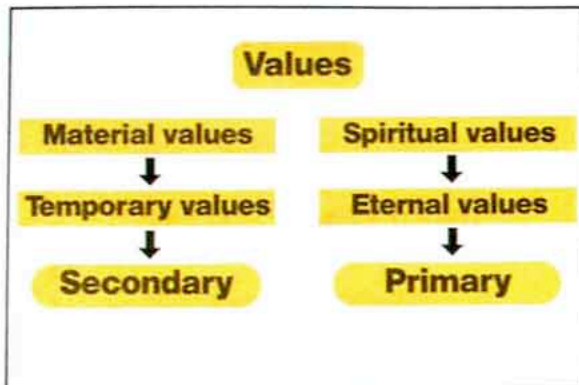 Values
Material values
Spiritual values
Temporary values
Eternal values
Secondary
Primary